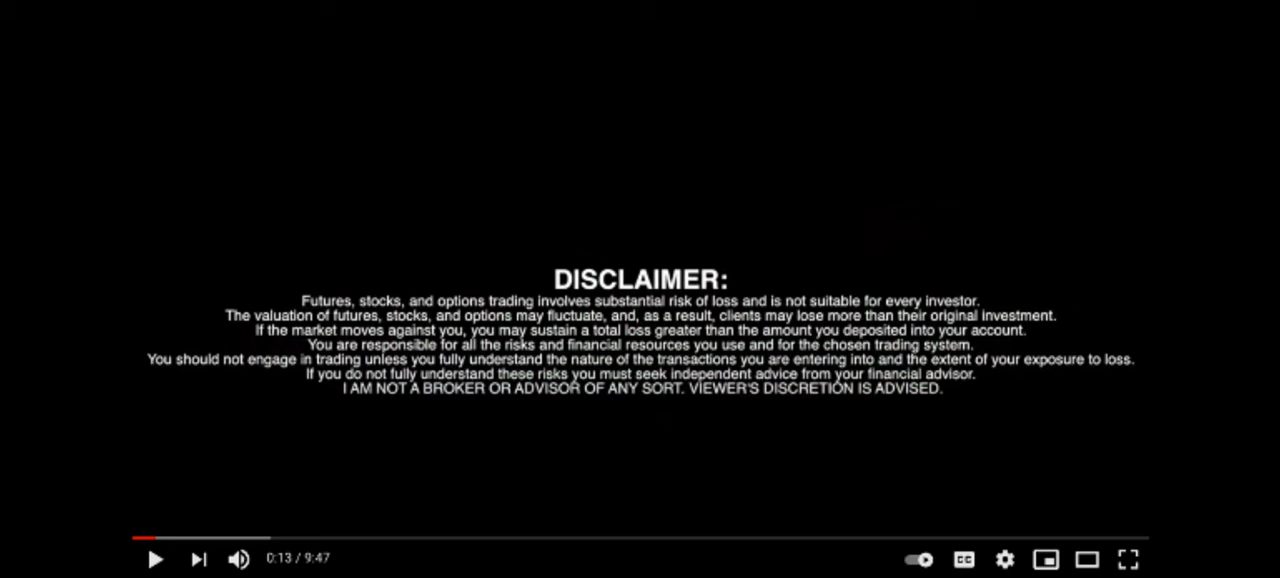 DISCLAIMER:
Futures, stocks, and options trading involves substantial risk of loss and is not suitable for every investor.
The valuation of futures, stocks, and options may fluctuate, and, as a result, clients may lose more than their original investment.
If the market moves against you, you may sustain a total loss greater than the amount you deposited into your account.
You are responsible for all the risks and financial resources you use and for the chosen trading system.
You should not engage in trading unless you fully understand the nature of the transactions you are entering into and the extent of your exposure to loss.
If you do not fully understand these risks you must seek independent advice from your financial advisor.
I AM NOT A BROKER OR ADVISOR OF ANY SORT. VIEWER'S DISCRETION IS ADVISED.
0:13 / 9:47
CC